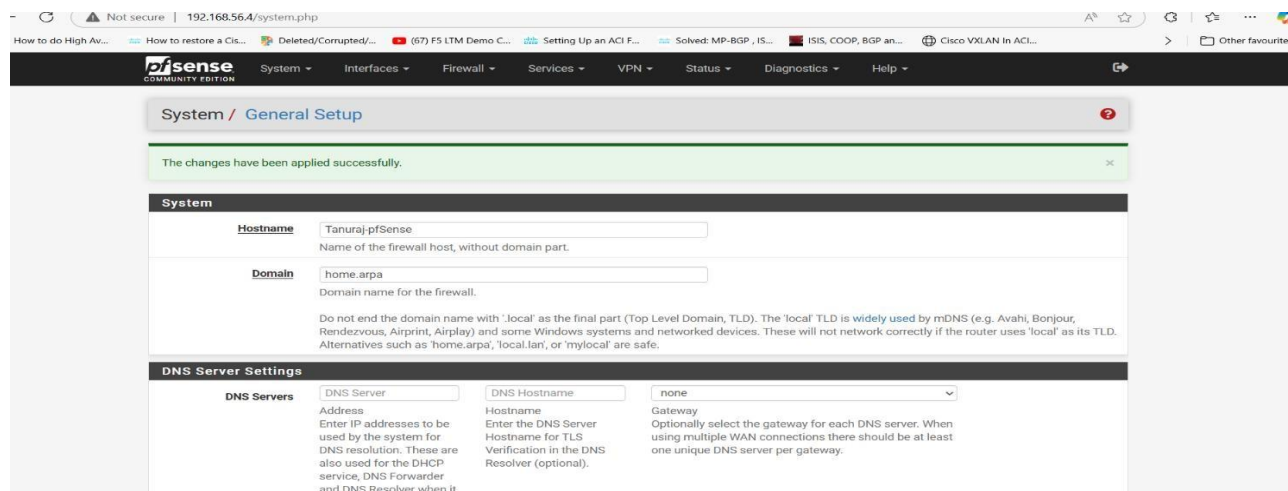 Not secure | 192.168.56.4/system.php
How to do High Av... How to restore a Cis... Deleted/Corrupted/... (67) F5 LTM Demo C... Setting Up an ACI F... Solved: MP-BGP , IS... ISIS, COOP, BGP an... Cisco VXLAN In ACI... Other favourite
pfsense System Interfaces Firewall Services VPN Status Diagnostics Help
COMMUNITY EDITION
System / General Setup
The changes have been applied successfully.
System
Hostname Tanuraj-pfSense
Name of the firewall host, without domain part.
Domain home.arpa
Domain name for the firewall.
Do not end the domain name with '.local' as the final part (Top Level Domain, TLD). The 'local' TLD is widely used by mDNS (e.g. Avahi, Bonjour,
Rendezvous, Airprint, Airplay) and some Windows systems and networked devices. These will not network correctly if the router uses 'local' as its TLD.
Alternatives such as 'home.arpa', 'local.lan', or 'mylocal' are safe.
DNS Server Settings
DNS Servers DNS Server DNS Hostname none
Address Hostname Gateway
Enter IP addresses to be Enter the DNS Server Optionally select the gateway for each DNS server. When
used by the system for Hostname for TLS using multiple WAN connections there should be at least
DNS resolution. These are Verification in the DNS one unique DNS server per gateway.
also used for the DHCP Resolver (optional).
service, DNS Forwarder
and DNS Resolver when it